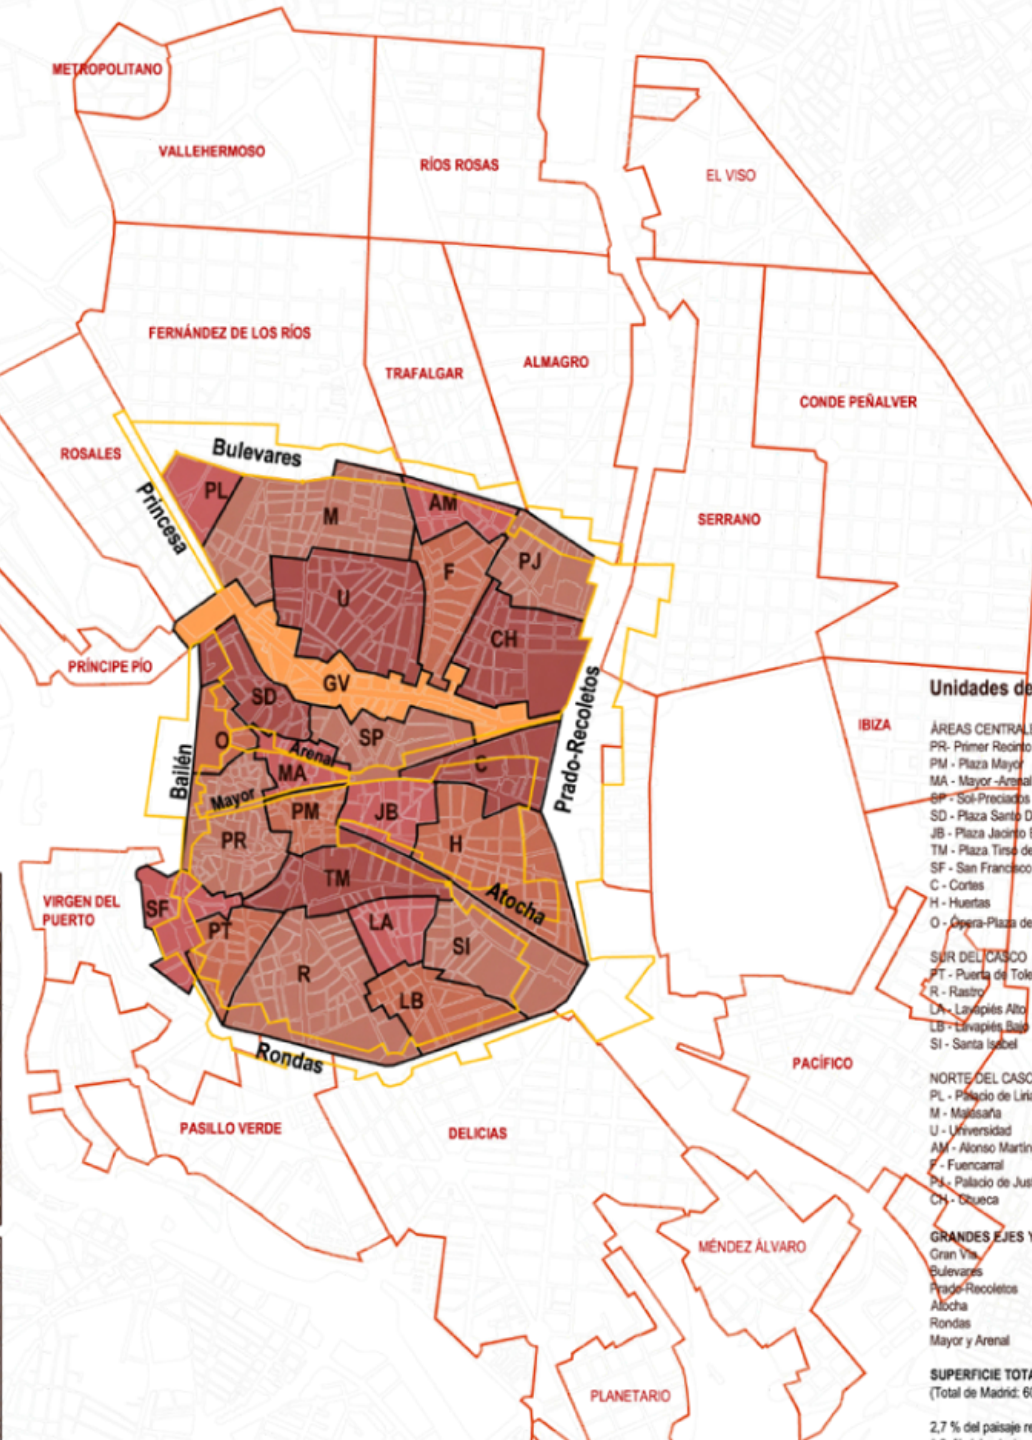 METROPOLITANO
VALLEHERMOSO
RÍOS ROSAS
EL VISO
FERNÁNDEZ DE LOS RÍOS
TRAFALGAR
ALMAGRO
CONDE PEÑALVER
ROSALES
Bulevares
Princesa
PL
M
AM
SERRANO
F
PJ
U
CH
PRÍNCIPE PÍO
GV
SD
SP
O
Arenal
MA
C
Bailén
Mayor
PM
JB
Prado-Recoletos
IBIZA
PR
H
TM
Atocha
VIRGEN DEL
PUERTO
SF
PT
LA
SI
R
LB
Rondas
PACÍFICO
PASILLO VERDE
DELICIAS
MÉNDEZ ÁLVARO
PLANETARIO
Unidades de
ÁREAS CENTRAL
PR- Primer Recinto
PM - Plaza Mayor
MA - Mayor -Arenal
SP - Sol-Preciados
SD - Plaza Santo D
JB - Plaza Jacinto
TM - Plaza Tirso de
SF - San Francisco
C - Cortes
H - Huertas
O - Ópera-Plaza de
SUR DEL CASCO
PT - Puerta de Tole
R - Rastro
LA - Lavapiés Alto
LB - Lavapiés Bajo
SI - Santa Isabel
NORTE DEL CASC
PL - Palacio de Liria
M - Malasaña
U - Universidad
AM - Alonso Martín
F - Fuencarral
PJ - Palacio de Jus
CH - Chueca
GRANDES EJES Y
Gran Vía
Bulevares
Prado-Recoletos
Atocha
Rondas
Mayor y Arenal
SUPERFICIE TOTA
(Total de Madrid: 60
2,7 % del paisaje re